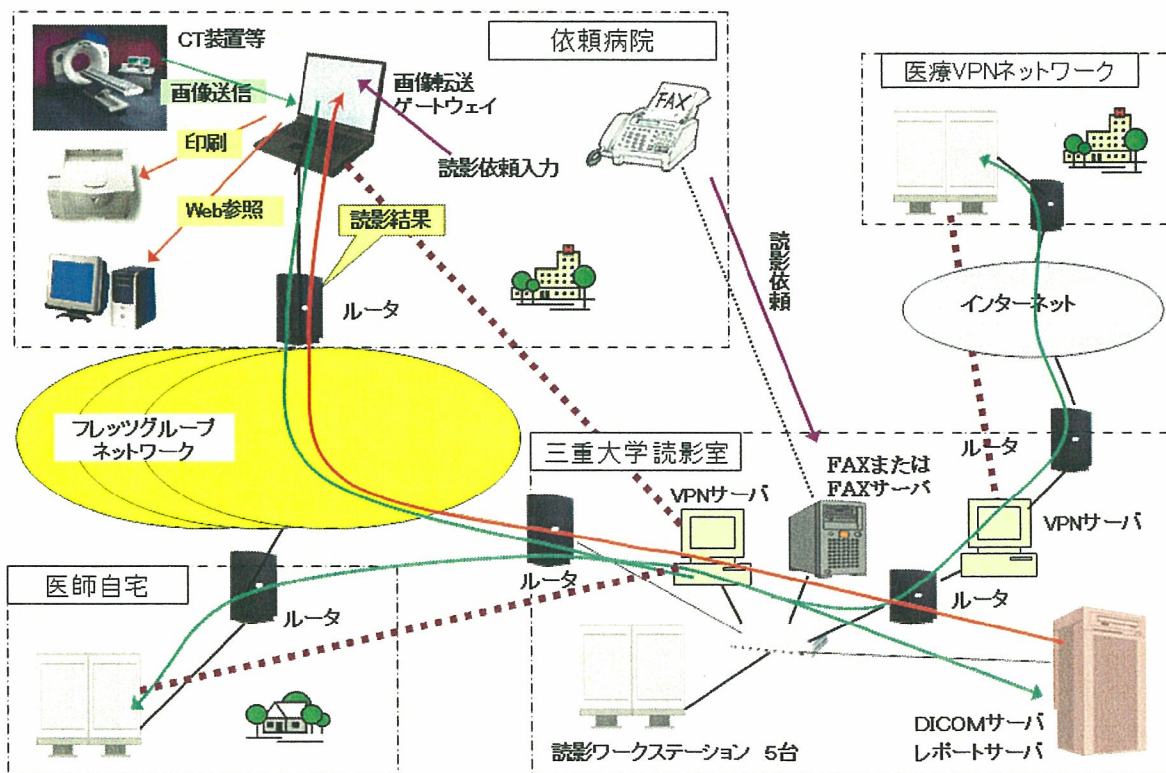 CT装置等
画像送信
印刷
Web参照
画像転送
ゲートウェイ
読影依頼入力
読影結果
ルータ
依頼病院
FAX
読影依頼
医療VPNネットワーク
インターネット
フレッツグループ
ネットワーク
三重大学読影室
VPNサーバ
FAXまたは
FAXサーバ
ルータ
VPNサーバ
ルータ
ルータ
医師自宅
ルータ
読影ワークステーション 5台
DICOMサーバ
レポートサーバ